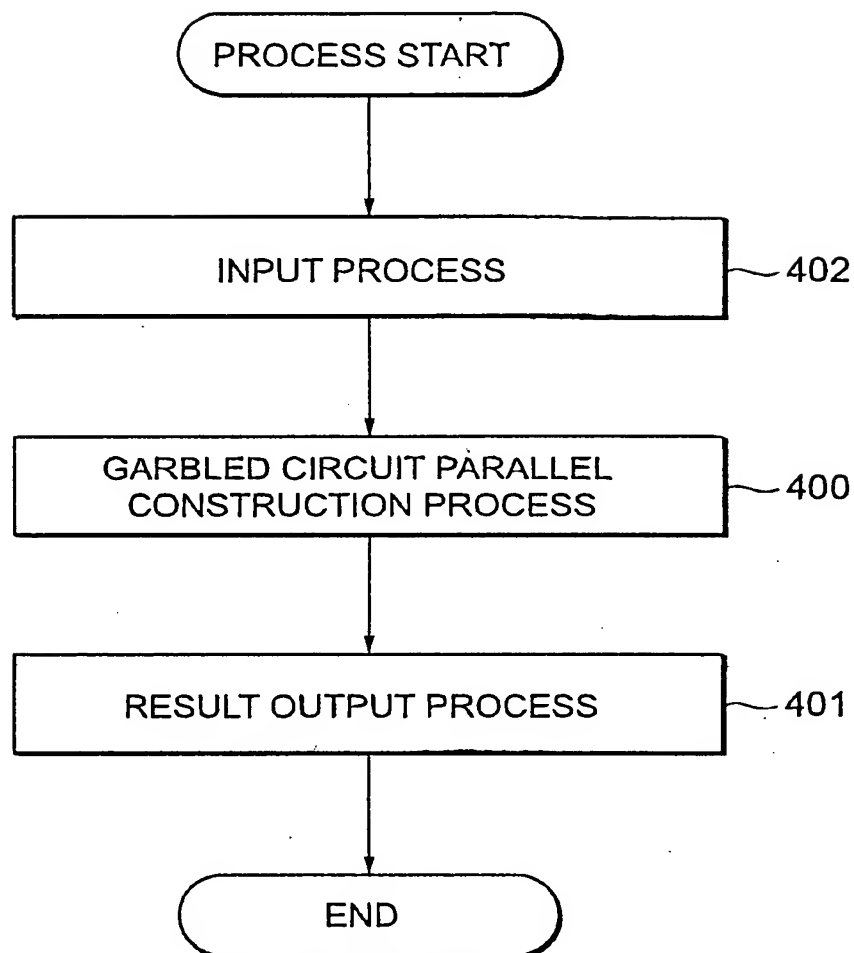 PROCESS START
INPUT PROCESS
402
GARBLED CIRCUIT PARALLEL
CONSTRUCTION PROCESS
400
RESULT OUTPUT PROCESS
401
END